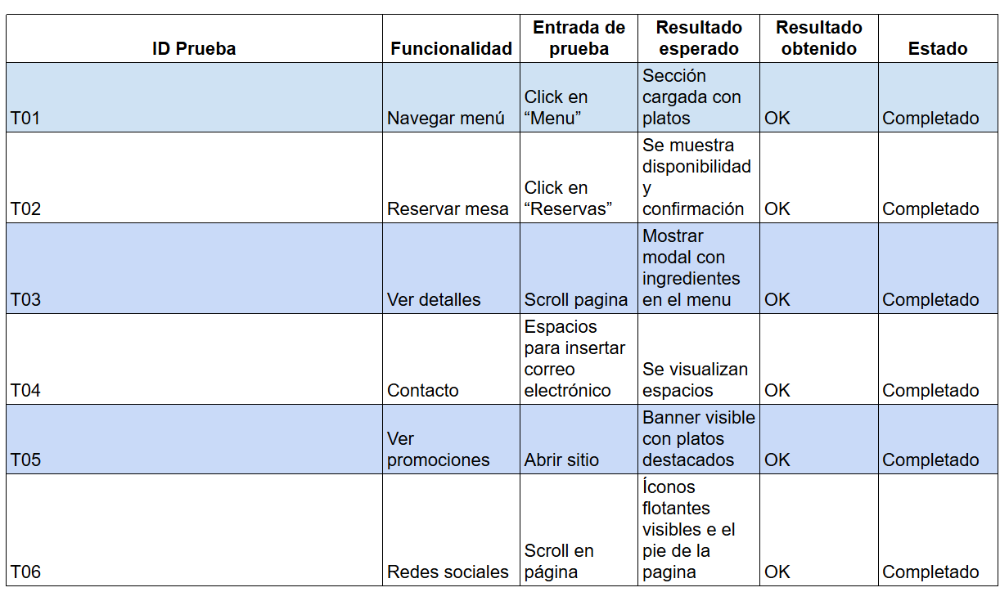 ID Prueba
Funcionalidad
Entrada de
prueba
Resultado
esperado
Resultado
obtenido
Estado
T01
Navegar menú
Click en
“Menu”
Sección
cargada con
platos
OK
Completado
T02
Reservar mesa
Click en
“Reservas”
Se muestra
disponibilidad
y
confirmación
OK
Completado
T03
Ver detalles
Scroll pagina
Mostrar
modal con
ingredientes
en el menu
OK
Completado
T04
Contacto
Espacios
para insertar
correo
electrónico
Se visualizan
espacios
OK
Completado
T05
Ver
promociones
Abrir sitio
Banner visible
con platos
destacados
OK
Completado
T06
Redes sociales
Scroll en
página
Íconos
flotantes
visibles e el
pie de la
pagina
OK
Completado